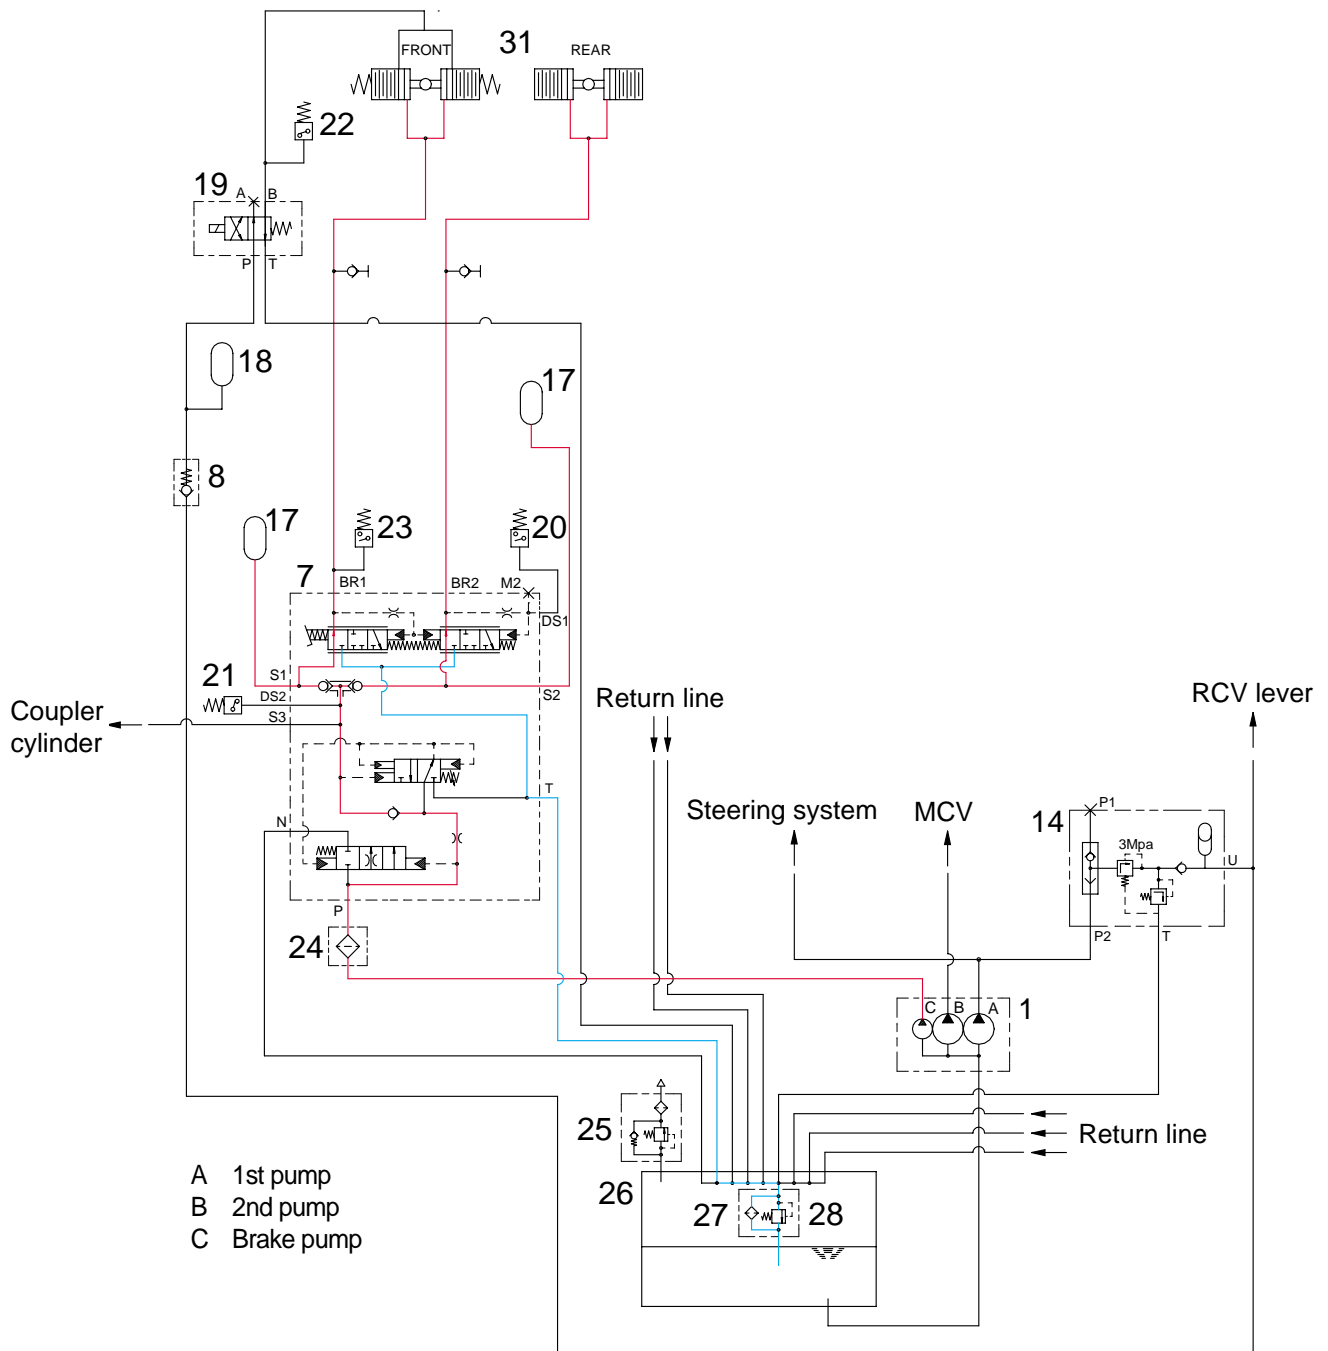 FRONT
31
REAR
22
19
A
B
P
T
18
17
8
17
23
20
7
BR1
BR2
M2
DS1
21
S1
DS2
S3
S2
Coupler
cylinder
Return line
RCV lever
T
N
Steering system
MCV
14
P1
3Mpa
U
P
P2
T
24
C
B
A
1
25
Return line
26
27
28
A 1st pump
B 2nd pump
C Brake pump